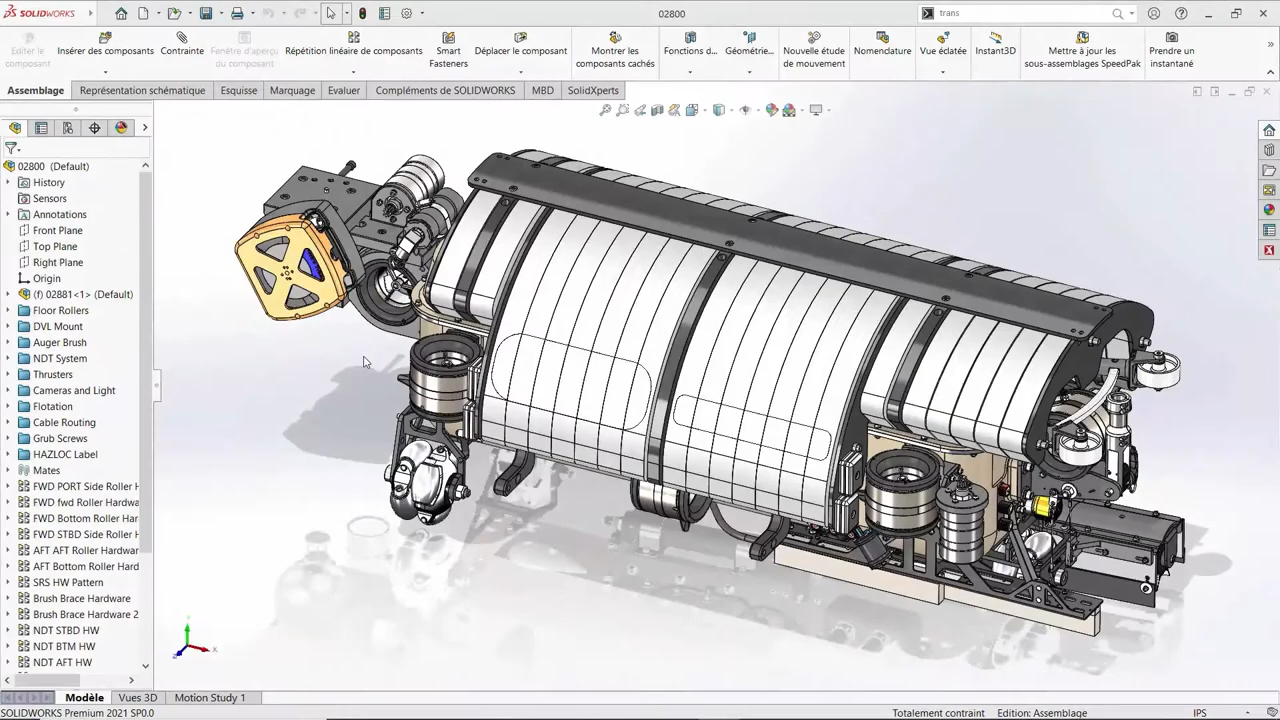 SOLIDWORKS
02800
trans
Editer le composant
Insérer des composants
Contrainte
Fenêtre d'aperçu du composant
Répétition linéaire de composants
Smart Fasteners
Déplacer le composant
Montrer les composants cachés
Fonctions d...
Géométrie...
Nouvelle étude de mouvement
Nomenclature
Vue éclatée
Instant3D
Mettre à jour les sous-assemblages SpeedPak
Prendre un instantané
Assemblage
Représentation schématique
Esquisse
Marquage
Evaluer
Compléments de SOLIDWORKS
MBD
SolidXperts
02800 (Default)
History
Sensors
Annotations
Front Plane
Top Plane
Right Plane
Origin
(f) 02881<1> (Default)
Floor Rollers
DVL Mount
Auger Brush
NDT System
Thrusters
Cameras and Light
Flotation
Cable Routing
Grub Screws
HAZLOC Label
Mates
FWD PORT Side Roller H
FWD fwd Roller Hardwa
FWD Bottom Roller Har
FWD STBD Side Roller H
AFT AFT Roller Hardwar
AFT Bottom Roller Hard
SRS HW Pattern
Brush Brace Hardware
Brush Brace Hardware 2
NDT STBD HW
NDT BTM HW
NDT AFT HW
X
Z
Modèle
Vues 3D
Motion Study 1
SOLIDWORKS Premium 2021 SP0.0
Totalement contraint
Edition: Assemblage
IPS